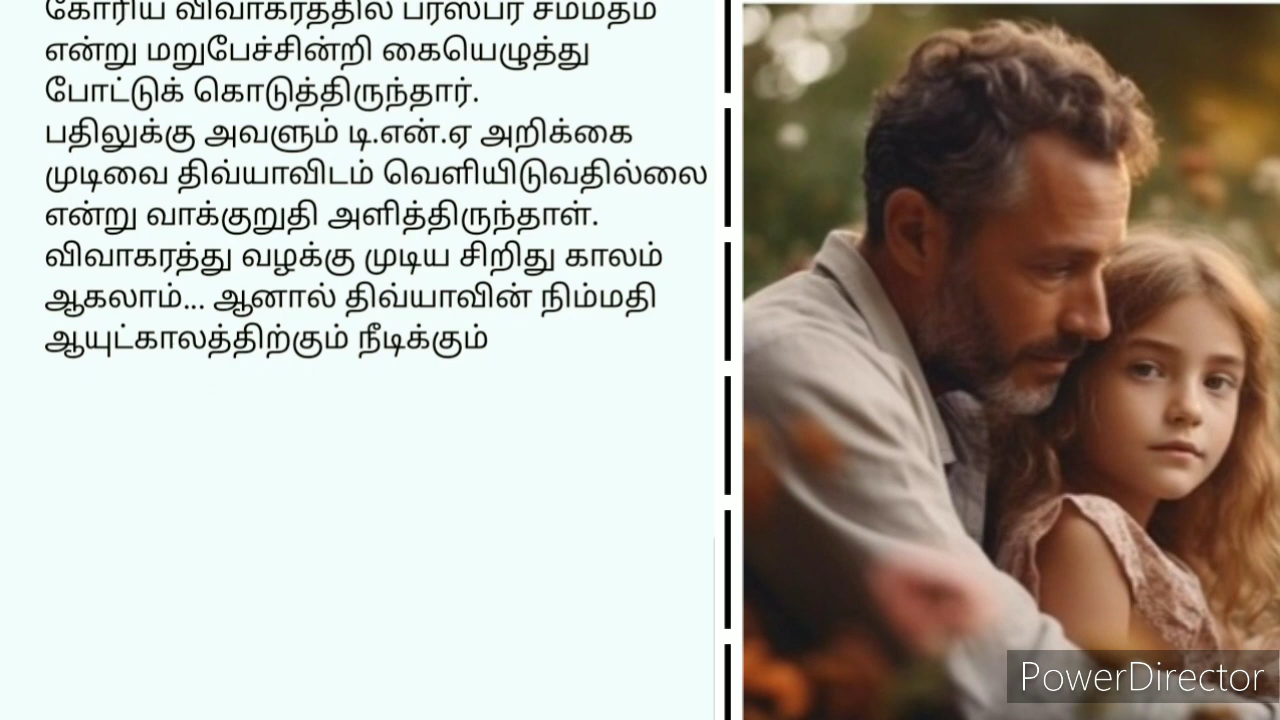 கோரிய விவாகரத்தில் பரஸ்பர சம்மதம்
என்று மறுபேச்சின்றி கையெழுத்து
போட்டுக் கொடுத்திருந்தார்.
பதிலுக்கு அவளும் டி.என்.ஏ அறிக்கை
முடிவை திவ்யாவிடம் வெளியிடுவதில்லை
என்று வாக்குறுதி அளித்திருந்தாள்.
விவாகரத்து வழக்கு முடிய சிறிது காலம்
ஆகலாம்... ஆனால் திவ்யாவின் நிம்மதி
ஆயுட்காலத்திற்கும் நீடிக்கும்
PowerDirector